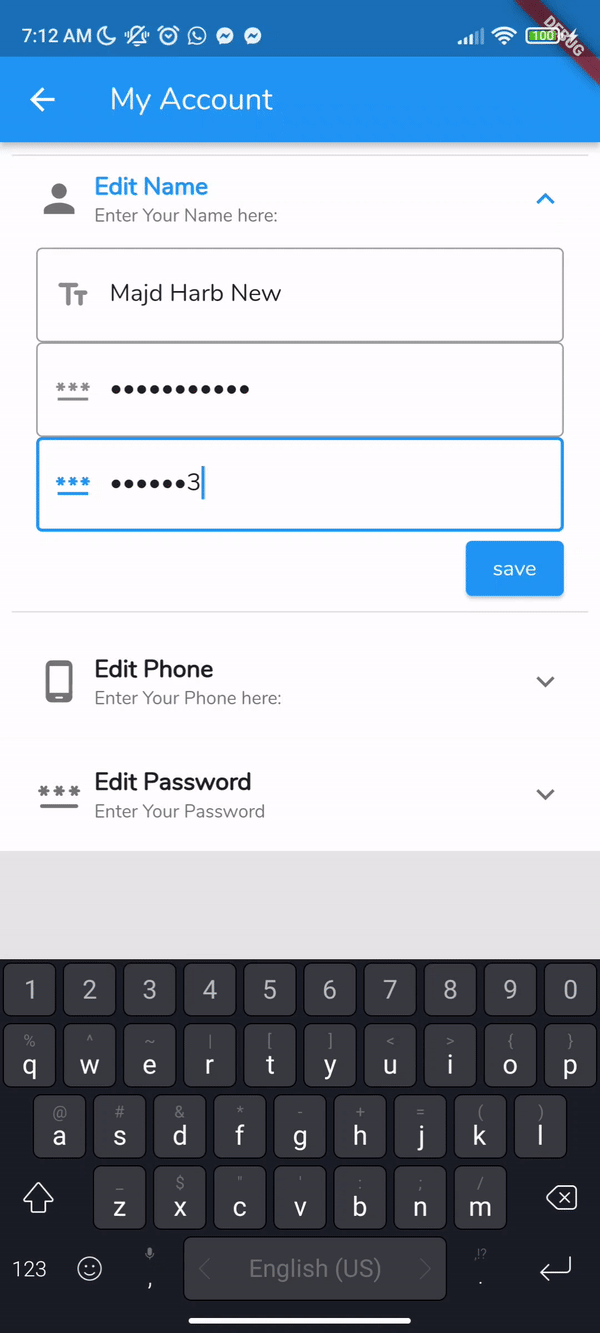 7:12 AM
100
DEBUG
My Account
Edit Name
Enter Your Name here:
Majd Harb New
•••••••••••
••••••3
save
Edit Phone
Enter Your Phone here:
Edit Password
Enter Your Password
1 2 3 4 5 6 7 8 9 0
% ^ ~ | [ ] < > { }
q w e r t y u i o p
@ # & * - + = ( )
a s d f g h j k l
_ $ " ' : ; /
z x c v b n m
123 , English (US) ,!? .